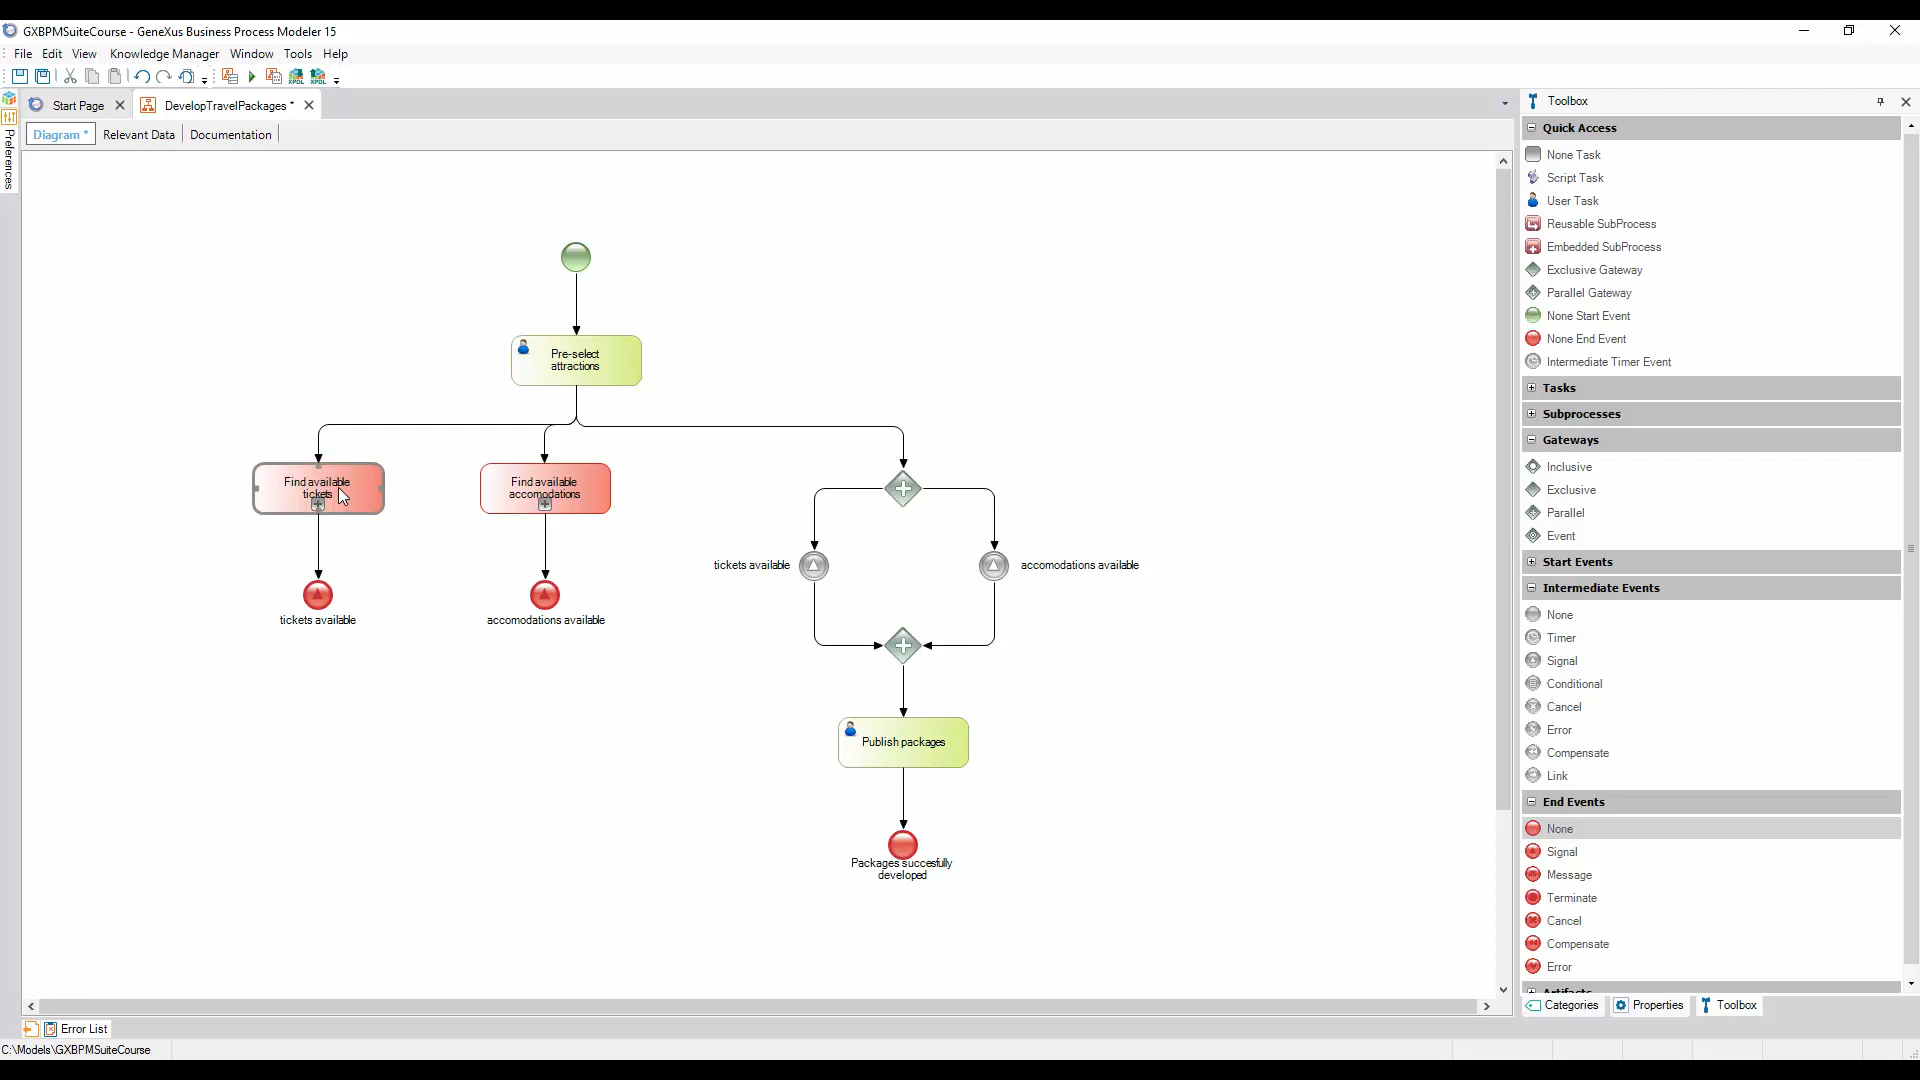 GXBPMSuiteCourse - GeneXus Business Process Modeler 15
File Edit View Knowledge Manager Window Tools Help
Start Page DevelopTravelPackages *
Diagram * Relevant Data Documentation
Preferences
Pre-select
attractions
Find available
tickets
Find available
accomodations
tickets available
accomodations available
tickets available
accomodations available
Publish packages
Packages succesfully
developed
Toolbox
Quick Access
None Task
Script Task
User Task
Reusable SubProcess
Embedded SubProcess
Exclusive Gateway
Parallel Gateway
None Start Event
None End Event
Intermediate Timer Event
Tasks
Subprocesses
Gateways
Inclusive
Exclusive
Parallel
Event
Start Events
Intermediate Events
None
Timer
Signal
Conditional
Cancel
Error
Compensate
Link
End Events
None
Signal
Message
Terminate
Cancel
Compensate
Error
Artifacts
Categories Properties Toolbox
Error List
C:\Models\GXBPMSuiteCourse